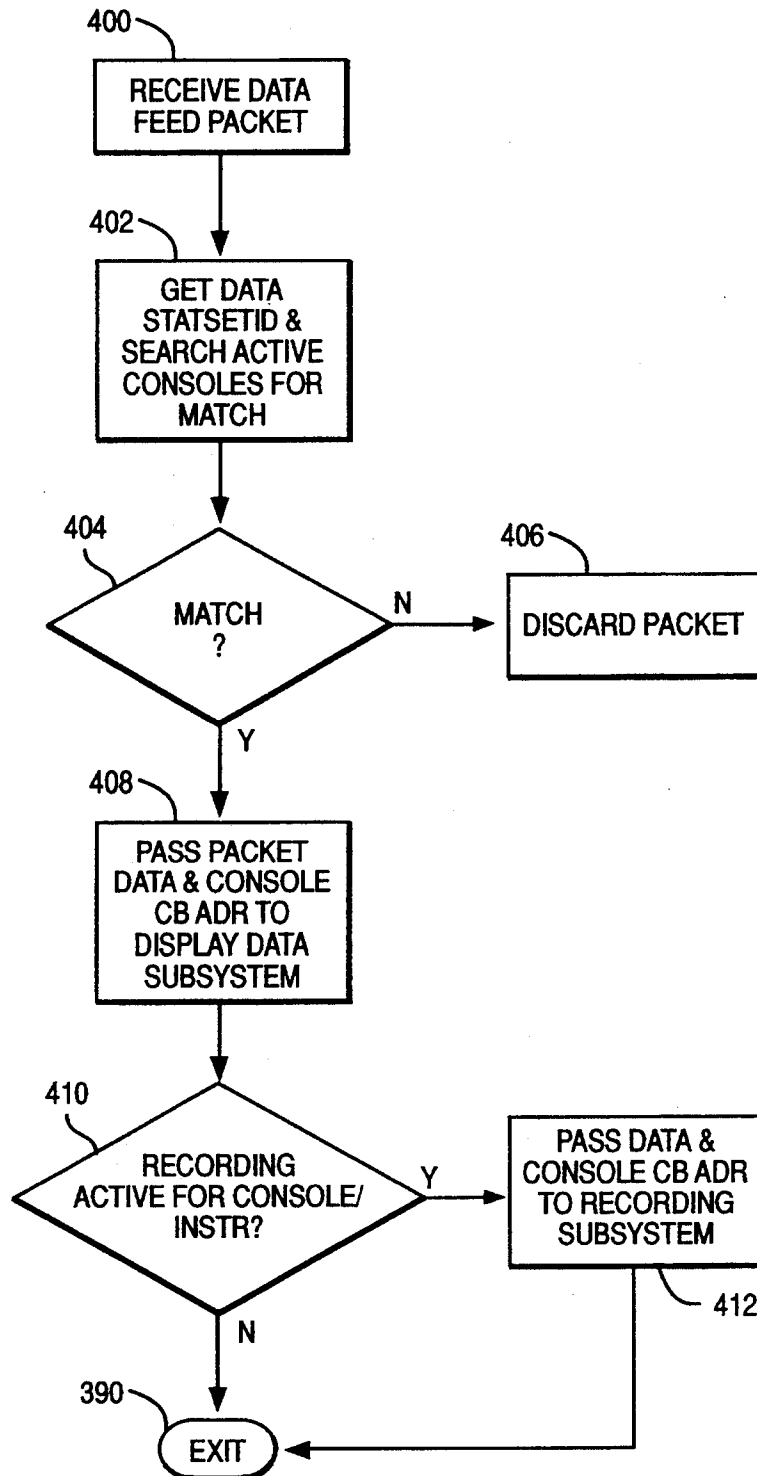 400
RECEIVE DATA
FEED PACKET
402
GET DATA
STATSETID &
SEARCH ACTIVE
CONSOLES FOR
MATCH
404
MATCH
?
N
406
DISCARD PACKET
Y
408
PASS PACKET
DATA & CONSOLE
CB ADR TO
DISPLAY DATA
SUBSYSTEM
410
RECORDING
ACTIVE FOR CONSOLE/
INSTR?
Y
PASS DATA &
CONSOLE CB ADR
TO RECORDING
SUBSYSTEM
412
N
390
EXIT